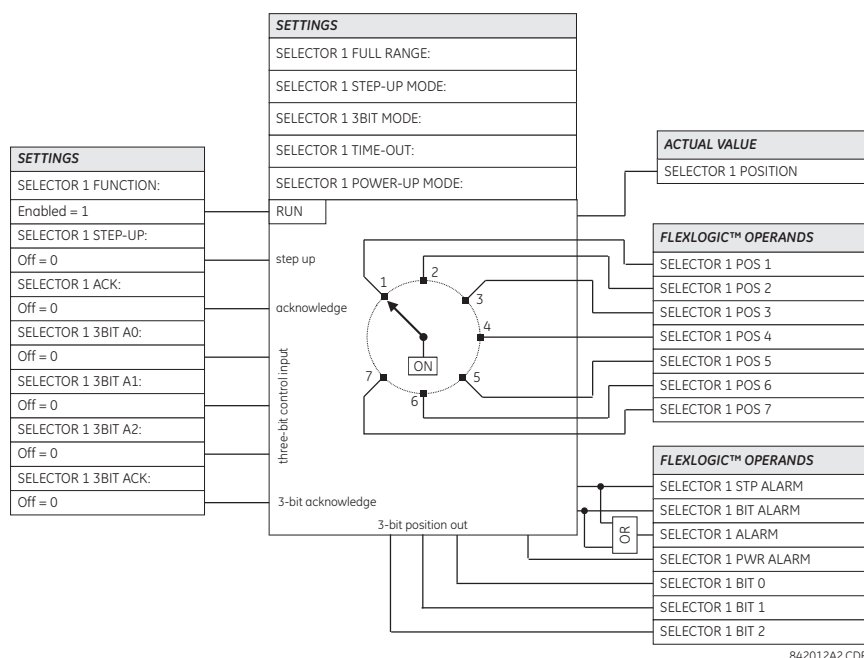 SETTINGS
SELECTOR 1 FULL RANGE:
SELECTOR 1 STEP-UP MODE:
SELECTOR 1 3BIT MODE:
SELECTOR 1 TIME-OUT:
SELECTOR 1 POWER-UP MODE:
SETTINGS
SELECTOR 1 FUNCTION:
Enabled = 1
SELECTOR 1 STEP-UP:
Off = 0
SELECTOR 1 ACK:
Off = 0
SELECTOR 1 3BIT A0:
Off = 0
SELECTOR 1 3BIT A1:
Off = 0
SELECTOR 1 3BIT A2:
Off = 0
SELECTOR 1 3BIT ACK:
Off = 0
RUN
step up
acknowledge
three-bit control input
3-bit acknowledge
3-bit position out
1
2
3
4
5
6
7
ON
ACTUAL VALUE
SELECTOR 1 POSITION
FLEXLOGIC™ OPERANDS
SELECTOR 1 POS 1
SELECTOR 1 POS 2
SELECTOR 1 POS 3
SELECTOR 1 POS 4
SELECTOR 1 POS 5
SELECTOR 1 POS 6
SELECTOR 1 POS 7
FLEXLOGIC™ OPERANDS
SELECTOR 1 STP ALARM
SELECTOR 1 BIT ALARM
OR
SELECTOR 1 ALARM
SELECTOR 1 PWR ALARM
SELECTOR 1 BIT 0
SELECTOR 1 BIT 1
SELECTOR 1 BIT 2
842012A2.CDR